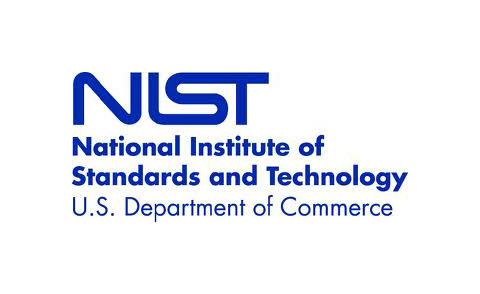 NIST
National Institute of
Standards and Technology
U.S. Department of Commerce